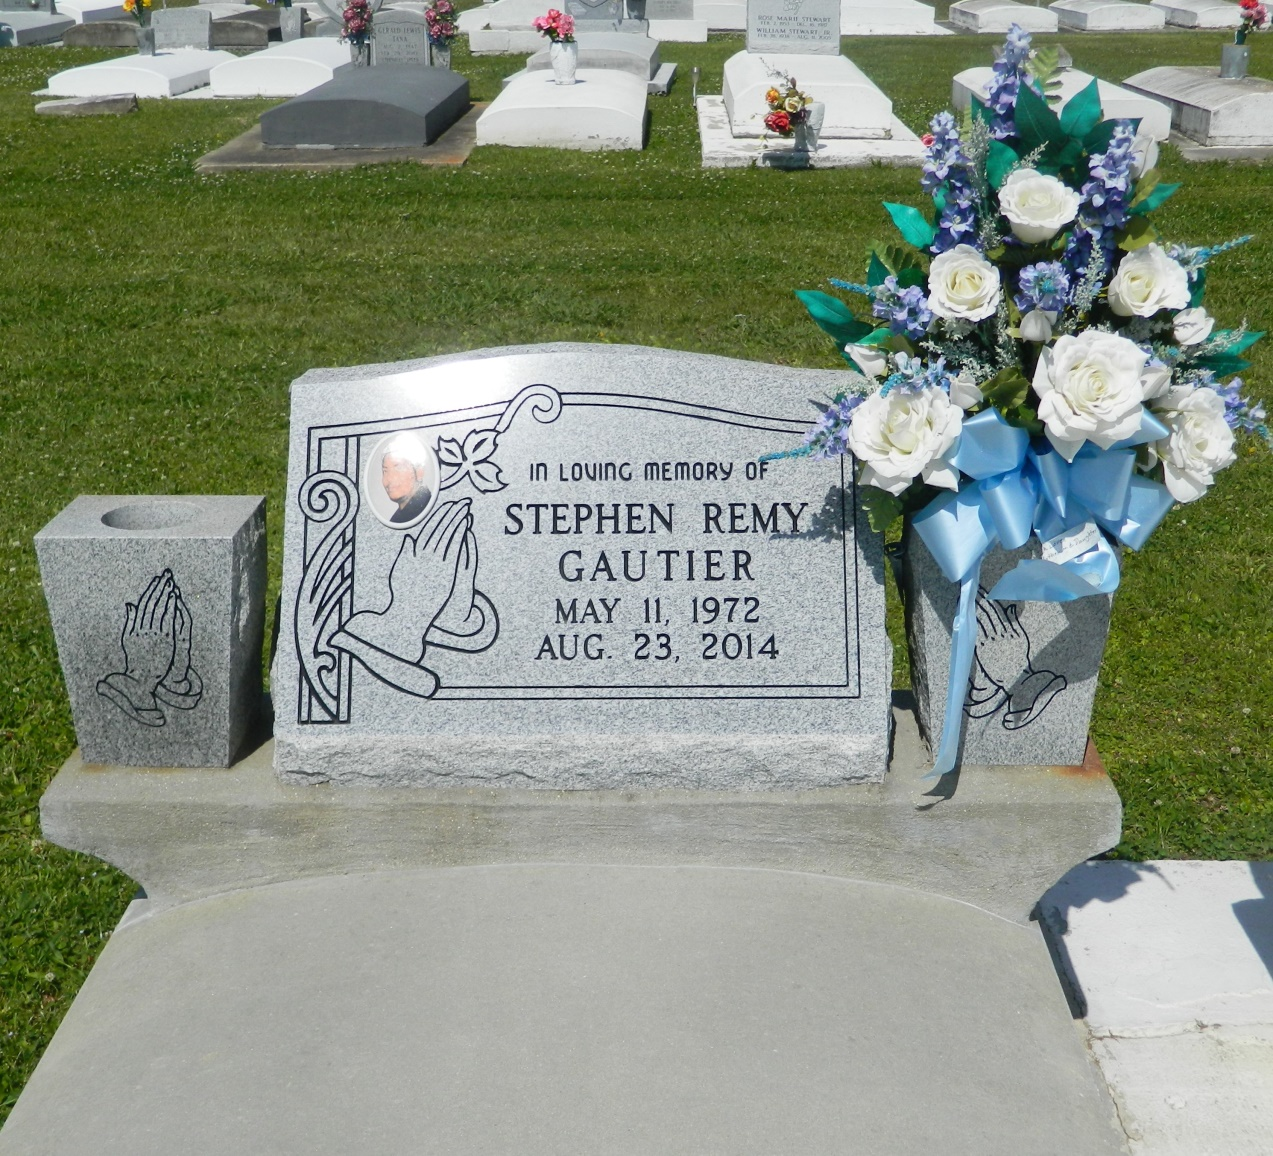 IN LOVING MEMORY OF
STEPHEN REMY
GAUTIER
MAY 11, 1972
AUG. 23, 2014
ROSE MARIE STEWART
WILLIAM STEWART, JR.